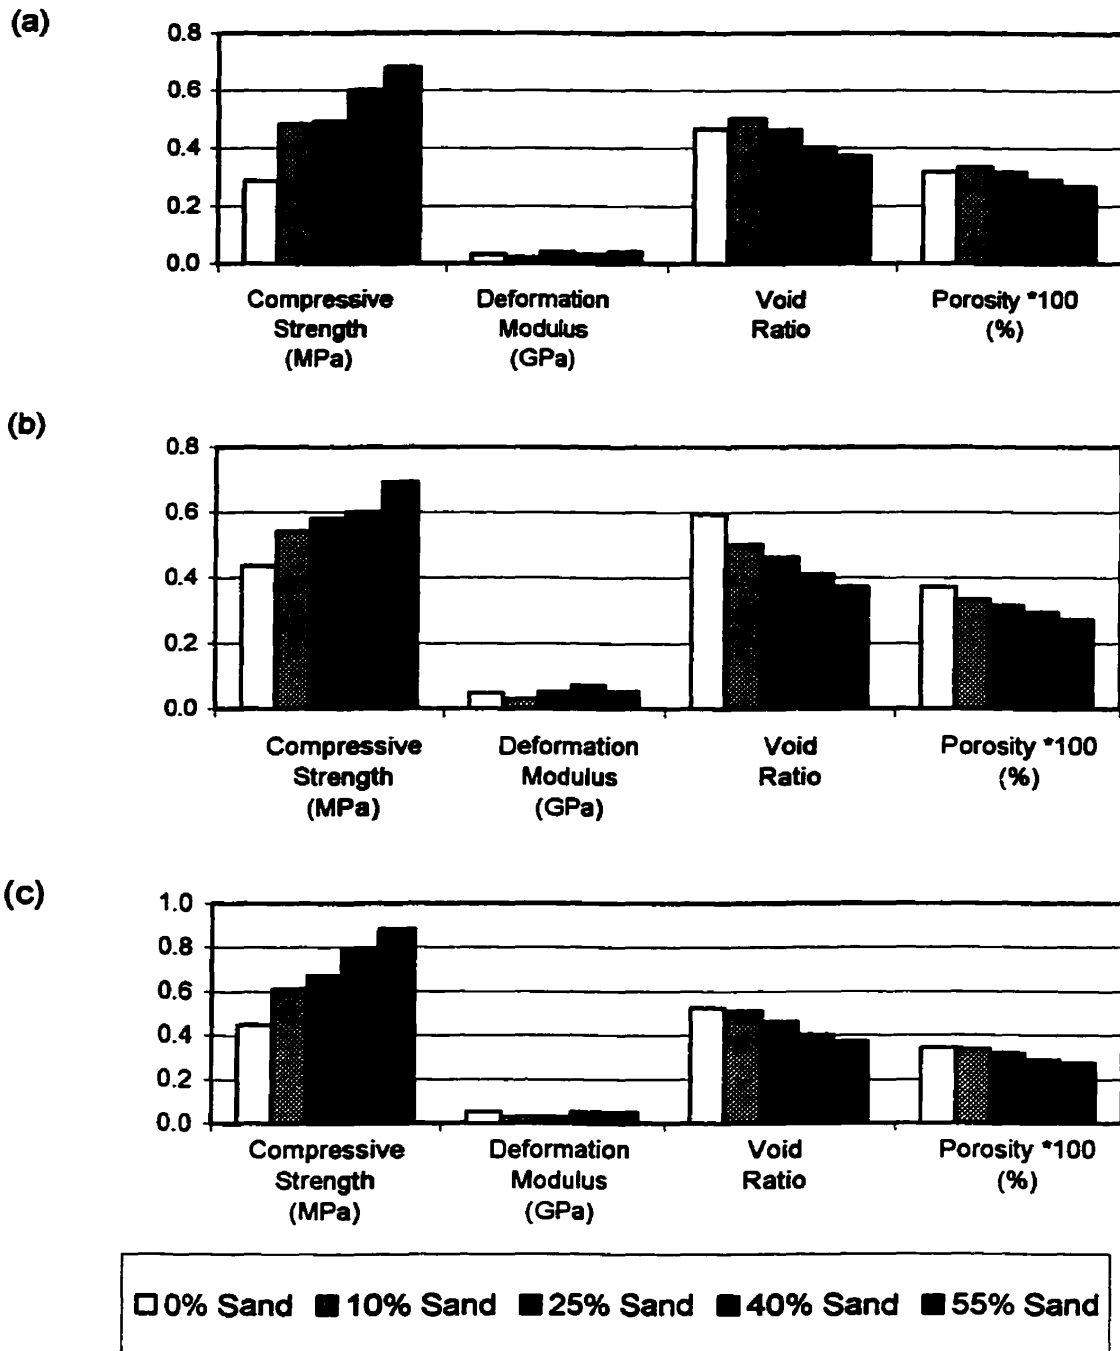 (a)
0.8
0.6
0.4
0.2
0.0
Compressive Deformation Void Porosity *100
Strength Modulus Ratio (%)
(MPa) (GPa)
(b)
0.8
0.6
0.4
0.2
0.0
Compressive Deformation Void Porosity *100
Strength Modulus Ratio (%)
(MPa) (GPa)
(c)
1.0
0.8
0.6
0.4
0.2
0.0
Compressive Deformation Void Porosity *100
Strength Modulus Ratio (%)
(MPa) (GPa)
0% Sand 10% Sand 25% Sand 40% Sand 55% Sand